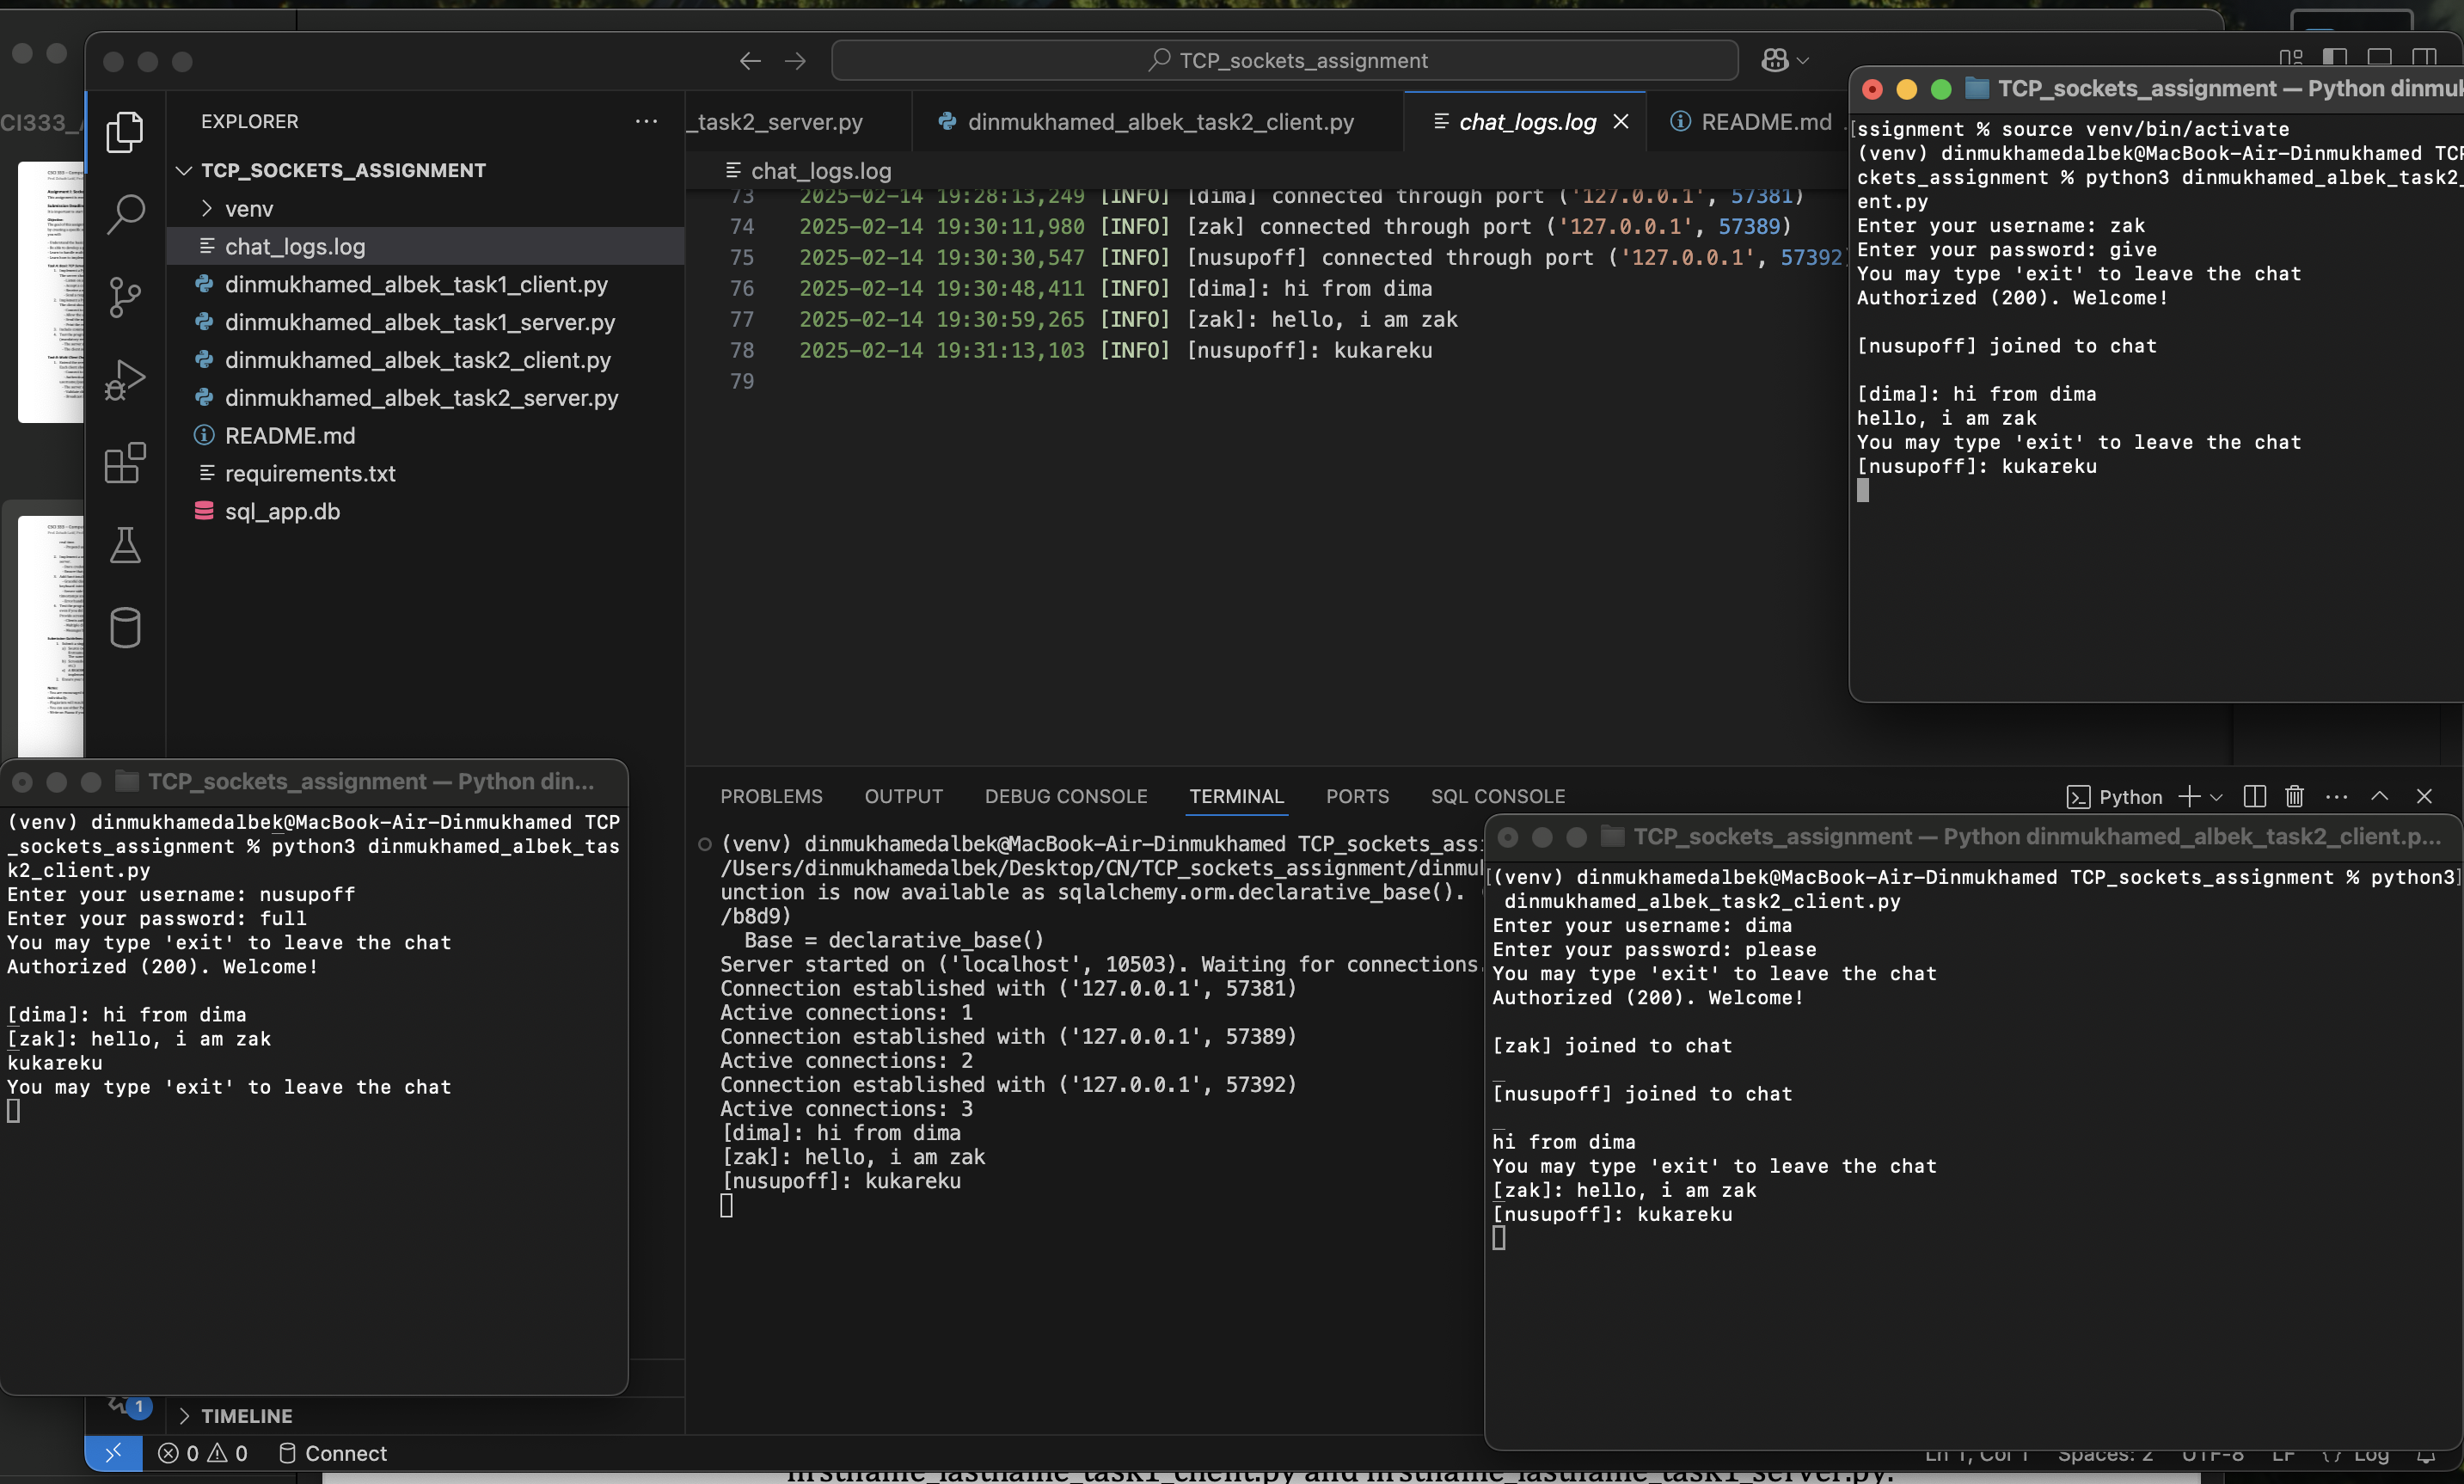 TCP_sockets_assignment
CI333_
EXPLORER
TCP_SOCKETS_ASSIGNMENT
venv
chat_logs.log
dinmukhamed_albek_task1_client.py
dinmukhamed_albek_task1_server.py
dinmukhamed_albek_task2_client.py
dinmukhamed_albek_task2_server.py
README.md
requirements.txt
sql_app.db
TIMELINE
_task2_server.py
dinmukhamed_albek_task2_client.py
chat_logs.log
README.md
chat_logs.log
73 2025-02-14 19:28:13,249 [INFO] [dima] connected through port ('127.0.0.1', 57381)
74 2025-02-14 19:30:11,980 [INFO] [zak] connected through port ('127.0.0.1', 57389)
75 2025-02-14 19:30:30,547 [INFO] [nusupoff] connected through port ('127.0.0.1', 57392
76 2025-02-14 19:30:48,411 [INFO] [dima]: hi from dima
77 2025-02-14 19:30:59,265 [INFO] [zak]: hello, i am zak
78 2025-02-14 19:31:13,103 [INFO] [nusupoff]: kukareku
79
TCP_sockets_assignment — Python dinmuk
ssignment % source venv/bin/activate
(venv) dinmukhamedalbek@MacBook-Air-Dinmukhamed TCP
ckets_assignment % python3 dinmukhamed_albek_task2_
ent.py
Enter your username: zak
Enter your password: give
You may type 'exit' to leave the chat
Authorized (200). Welcome!
[nusupoff] joined to chat
[dima]: hi from dima
hello, i am zak
You may type 'exit' to leave the chat
[nusupoff]: kukareku
TCP_sockets_assignment — Python din...
(venv) dinmukhamedalbek@MacBook-Air-Dinmukhamed TCP
_sockets_assignment % python3 dinmukhamed_albek_tas
k2_client.py
Enter your username: nusupoff
Enter your password: full
You may type 'exit' to leave the chat
Authorized (200). Welcome!
[dima]: hi from dima
[zak]: hello, i am zak
kukareku
You may type 'exit' to leave the chat
PROBLEMS OUTPUT DEBUG CONSOLE TERMINAL PORTS SQL CONSOLE
Python
(venv) dinmukhamedalbek@MacBook-Air-Dinmukhamed TCP_sockets_ass
/Users/dinmukhamedalbek/Desktop/CN/TCP_sockets_assignment/dinmuk
unction is now available as sqlalchemy.orm.declarative_base().
/b8d9)
Base = declarative_base()
Server started on ('localhost', 10503). Waiting for connections.
Connection established with ('127.0.0.1', 57381)
Active connections: 1
Connection established with ('127.0.0.1', 57389)
Active connections: 2
Connection established with ('127.0.0.1', 57392)
Active connections: 3
[dima]: hi from dima
[zak]: hello, i am zak
[nusupoff]: kukareku
TCP_sockets_assignment — Python dinmukhamed_albek_task2_client.p...
(venv) dinmukhamedalbek@MacBook-Air-Dinmukhamed TCP_sockets_assignment % python3
dinmukhamed_albek_task2_client.py
Enter your username: dima
Enter your password: please
You may type 'exit' to leave the chat
Authorized (200). Welcome!
[zak] joined to chat
[nusupoff] joined to chat
hi from dima
You may type 'exit' to leave the chat
[zak]: hello, i am zak
[nusupoff]: kukareku
1
0 0 Connect
Ln 1, Col 1 Spaces: 2 UTF-8 LF {} Log
firstname_lastname_task1_client.py and firstname_lastname_task1_server.py.